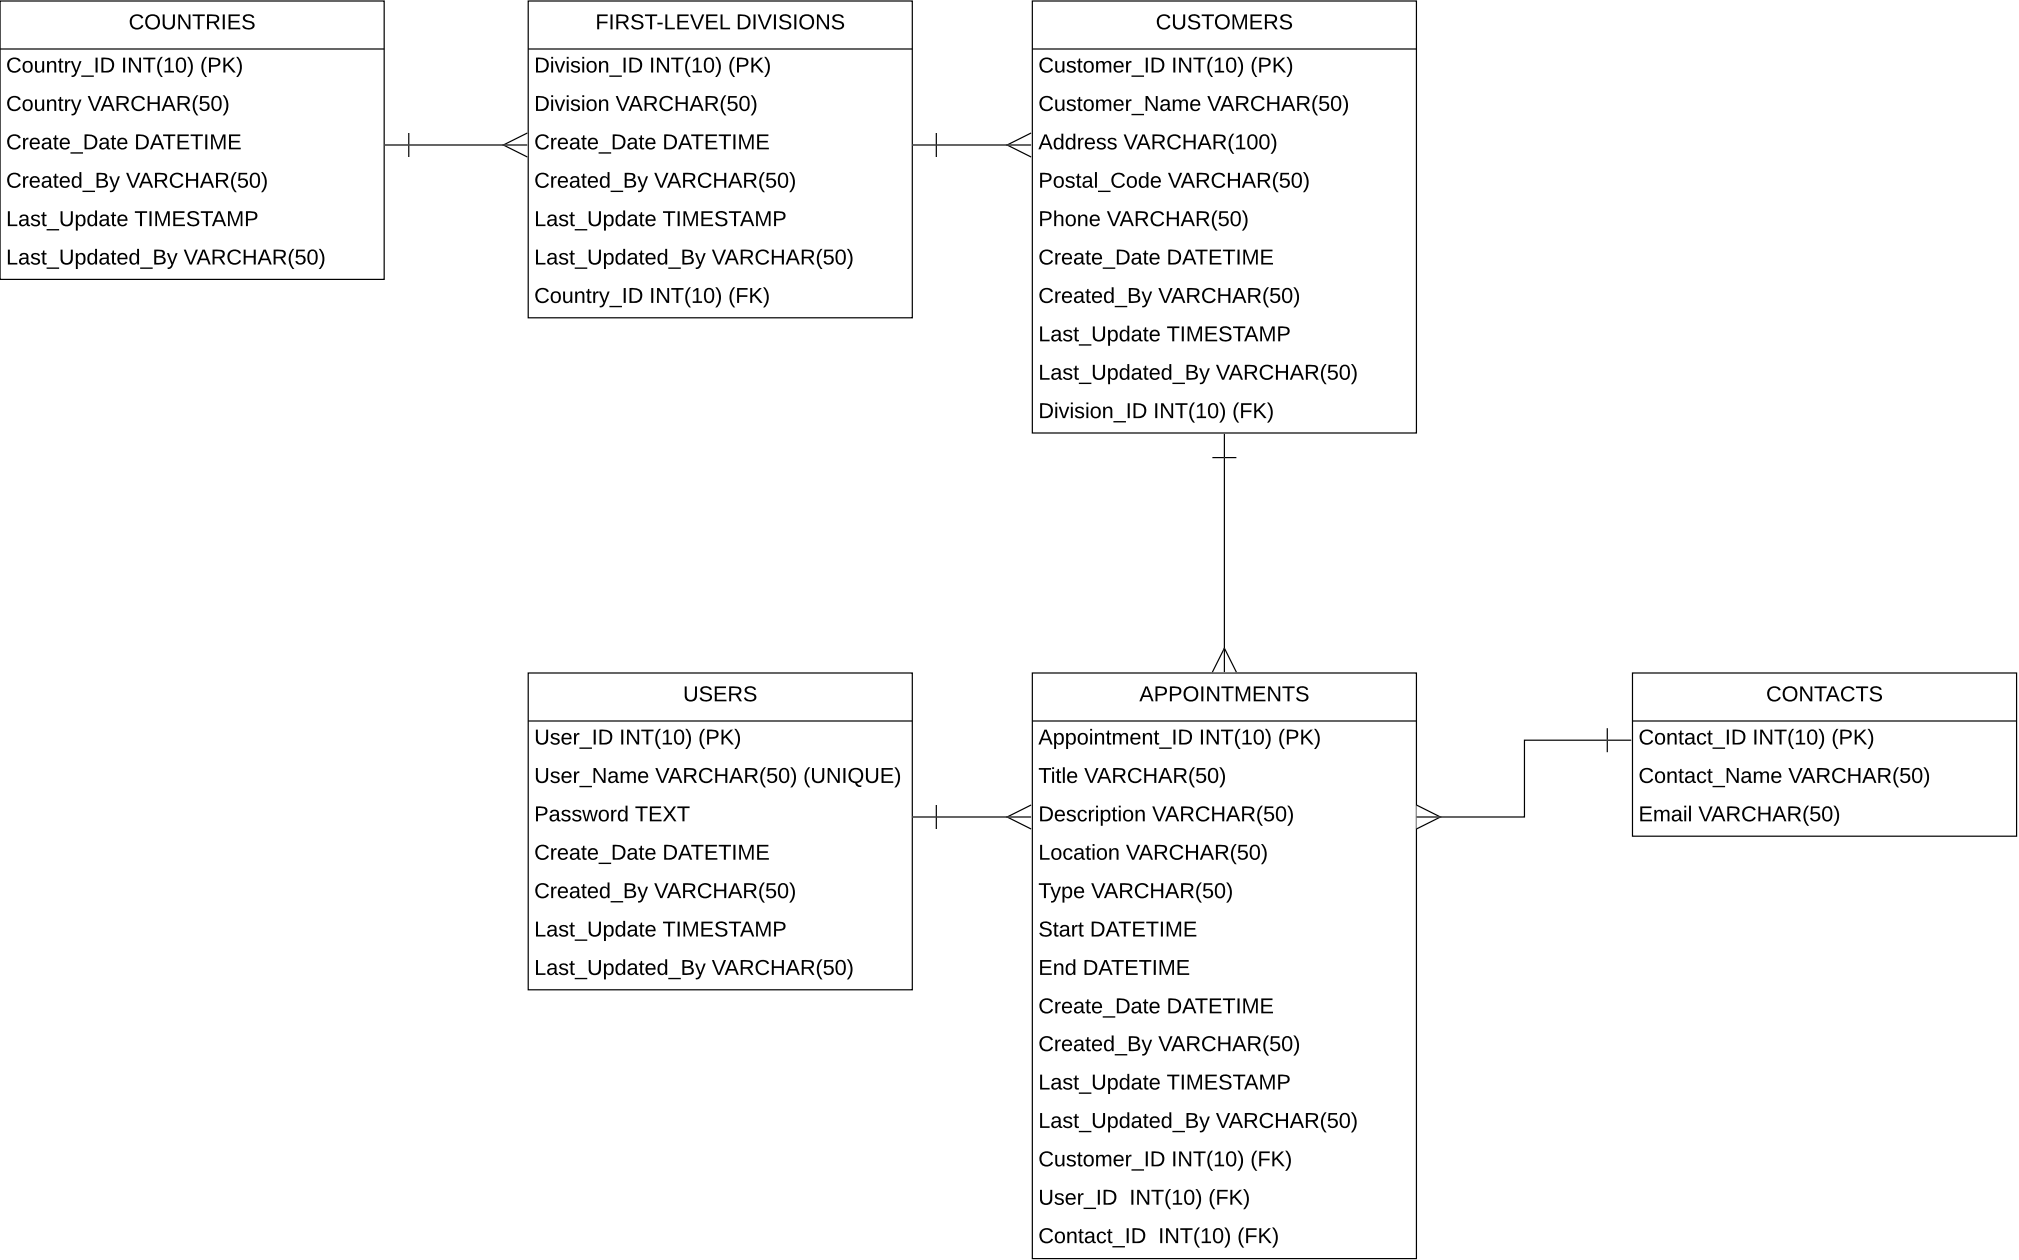 COUNTRIES
Country_ID INT(10) (PK)
Country VARCHAR(50)
Create_Date DATETIME
Created_By VARCHAR(50)
Last_Update TIMESTAMP
Last_Updated_By VARCHAR(50)
FIRST-LEVEL DIVISIONS
Division_ID INT(10) (PK)
Division VARCHAR(50)
Create_Date DATETIME
Created_By VARCHAR(50)
Last_Update TIMESTAMP
Last_Updated_By VARCHAR(50)
Country_ID INT(10) (FK)
CUSTOMERS
Customer_ID INT(10) (PK)
Customer_Name VARCHAR(50)
Address VARCHAR(100)
Postal_Code VARCHAR(50)
Phone VARCHAR(50)
Create_Date DATETIME
Created_By VARCHAR(50)
Last_Update TIMESTAMP
Last_Updated_By VARCHAR(50)
Division_ID INT(10) (FK)
USERS
User_ID INT(10) (PK)
User_Name VARCHAR(50) (UNIQUE)
Password TEXT
Create_Date DATETIME
Created_By VARCHAR(50)
Last_Update TIMESTAMP
Last_Updated_By VARCHAR(50)
APPOINTMENTS
Appointment_ID INT(10) (PK)
Title VARCHAR(50)
Description VARCHAR(50)
Location VARCHAR(50)
Type VARCHAR(50)
Start DATETIME
End DATETIME
Create_Date DATETIME
Created_By VARCHAR(50)
Last_Update TIMESTAMP
Last_Updated_By VARCHAR(50)
Customer_ID INT(10) (FK)
User_ID  INT(10) (FK)
Contact_ID  INT(10) (FK)
CONTACTS
Contact_ID INT(10) (PK)
Contact_Name VARCHAR(50)
Email VARCHAR(50)